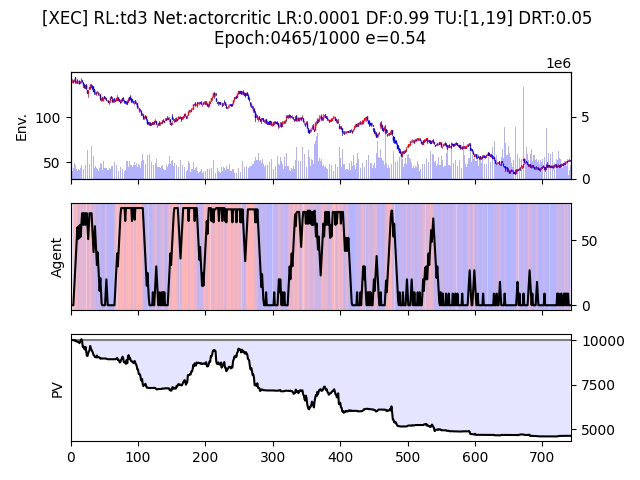 [XEC] RL:td3 Net:actorcritic LR:0.0001 DF:0.99 TU:[1,19] DRT:0.05
Epoch:0465/1000 e=0.54
1e6
Env.
100
50
5
0
Agent
50
0
PV
10000
7500
5000
0 100 200 300 400 500 600 700